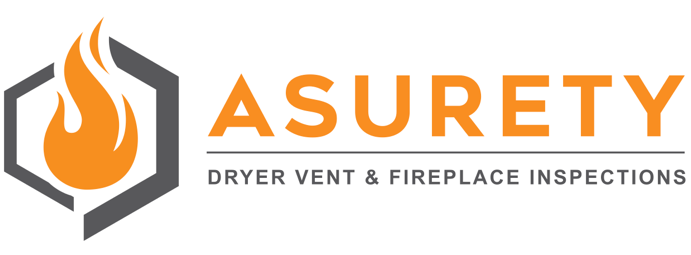 ASURETY
DRYER VENT & FIREPLACE INSPECTIONS